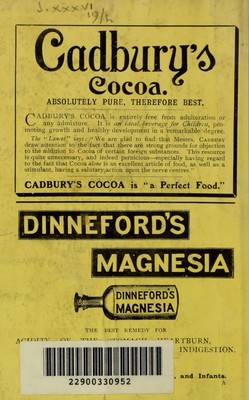 J. xxxvi
19/h
Cadbury's
Cocoa.
ABSOLUTELY PURE, THEREFORE BEST.
CADBURY'S COCOA is entirely free from adulteration or
any admixture. It is an ideal beverage for Children, pro-
moting growth and healthy development in a remarkable degree.
The "Lancet" says: "We are glad to find that Messrs. CADBURY
draw attention to the fact that there are strong grounds for objection
to the addition to Cocoa of certain foreign substances. This resource
is quite unnecessary, and indeed pernicious—especially having regard
to the fact that Cocoa alone is an excellent article of food, as well as a
stimulant, having a salutary action upon the nerve centres."
CADBURY'S COCOA is "a Perfect Food."
DINNEFORD'S
MAGNESIA
DINNEFORD'S
MAGNESIA
THE BEST REMEDY FOR
ACIDITY OF THE STOMACH, HEARTBURN,
INDIGESTION.
22900330952
, and Infants.
A